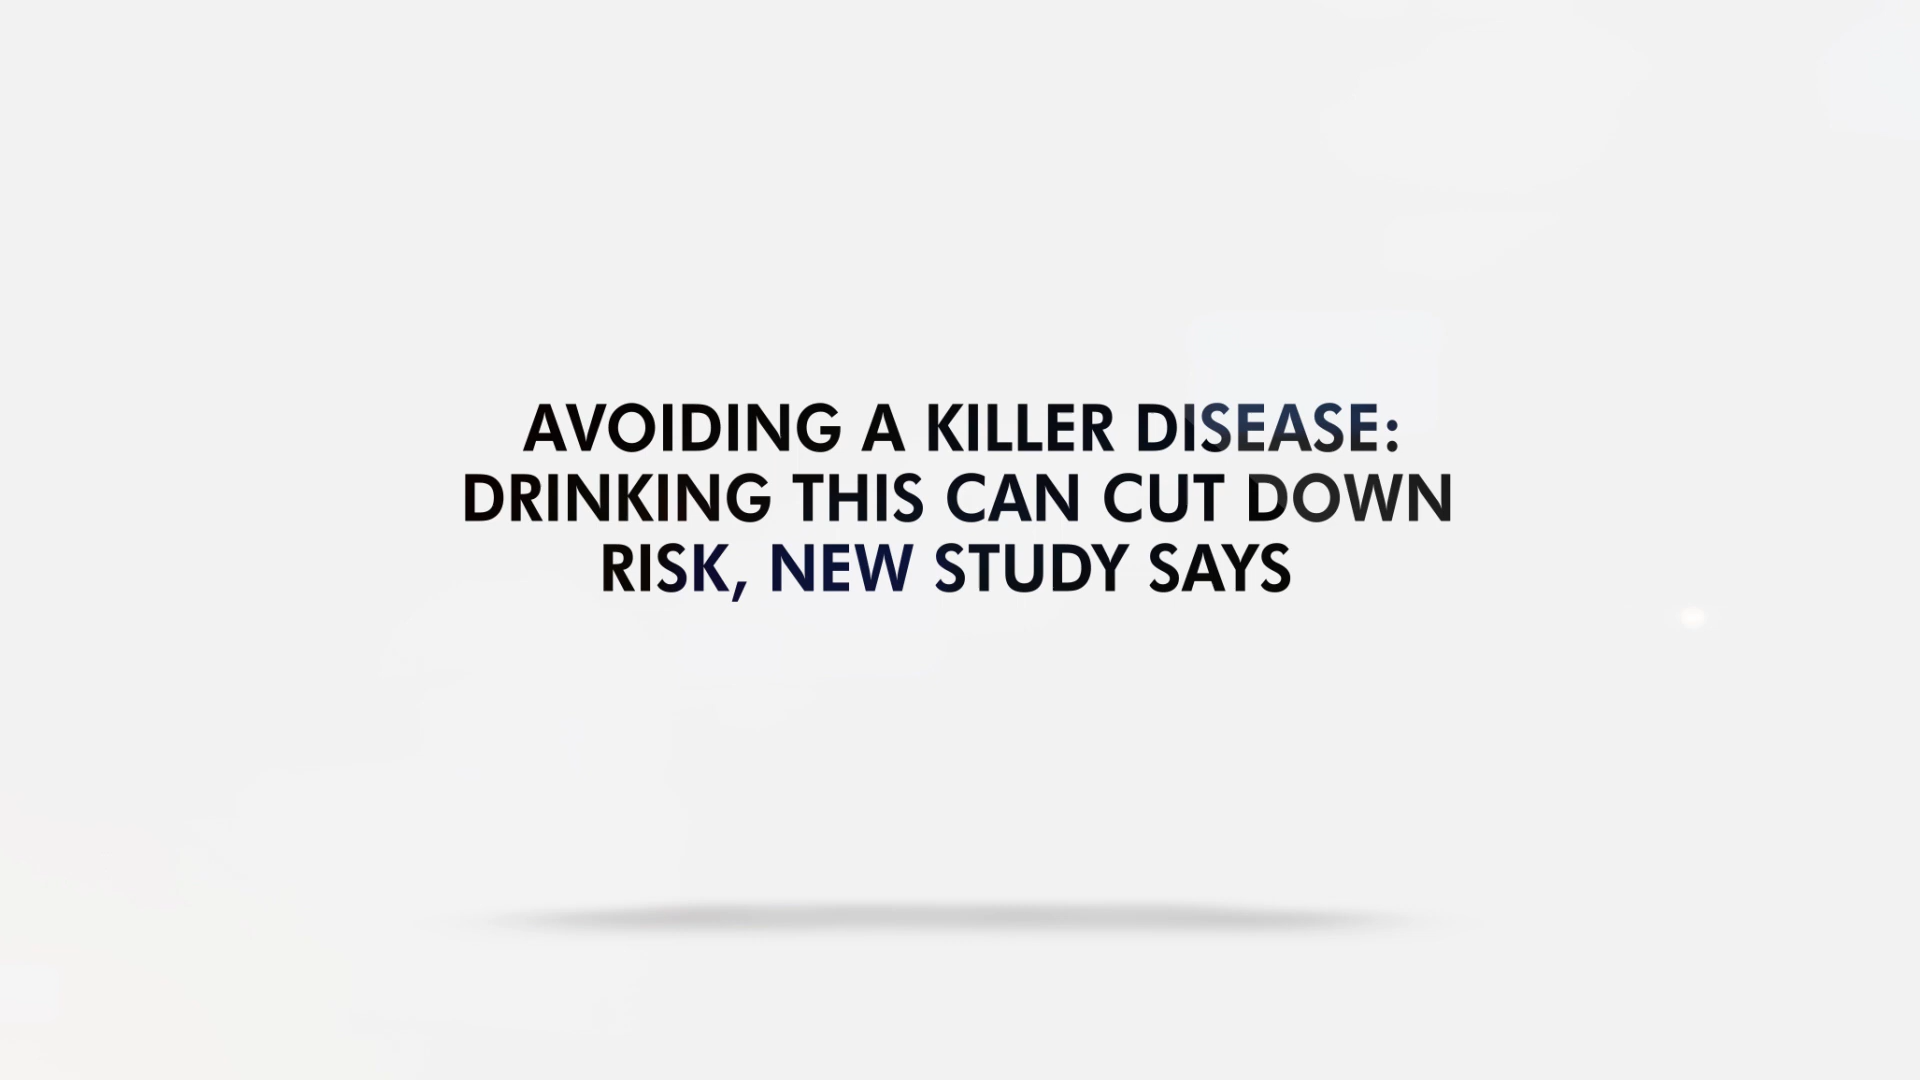 AVOIDING A KILLER DISEASE:
DRINKING THIS CAN CUT DOWN
RISK, NEW STUDY SAYS